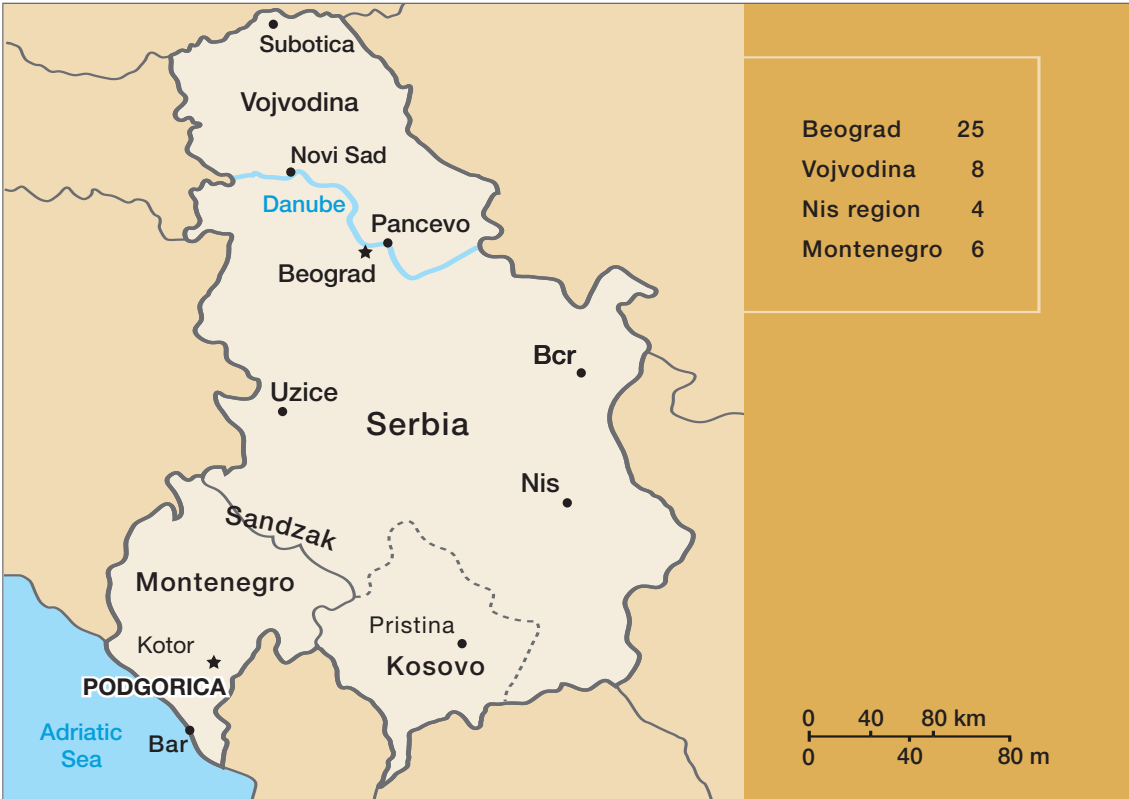 Subotica
Vojvodina
Novi Sad
Danube
Pancevo
Beograd
Bcr
Uzice
Serbia
Nis
Sandzak
Montenegro
Pristina
Kotor
Kosovo
PODGORICA
Adriatic
Sea
Bar
Beograd 25
Vojvodina 8
Nis region 4
Montenegro 6
0 40 80 km
0 40 80 m